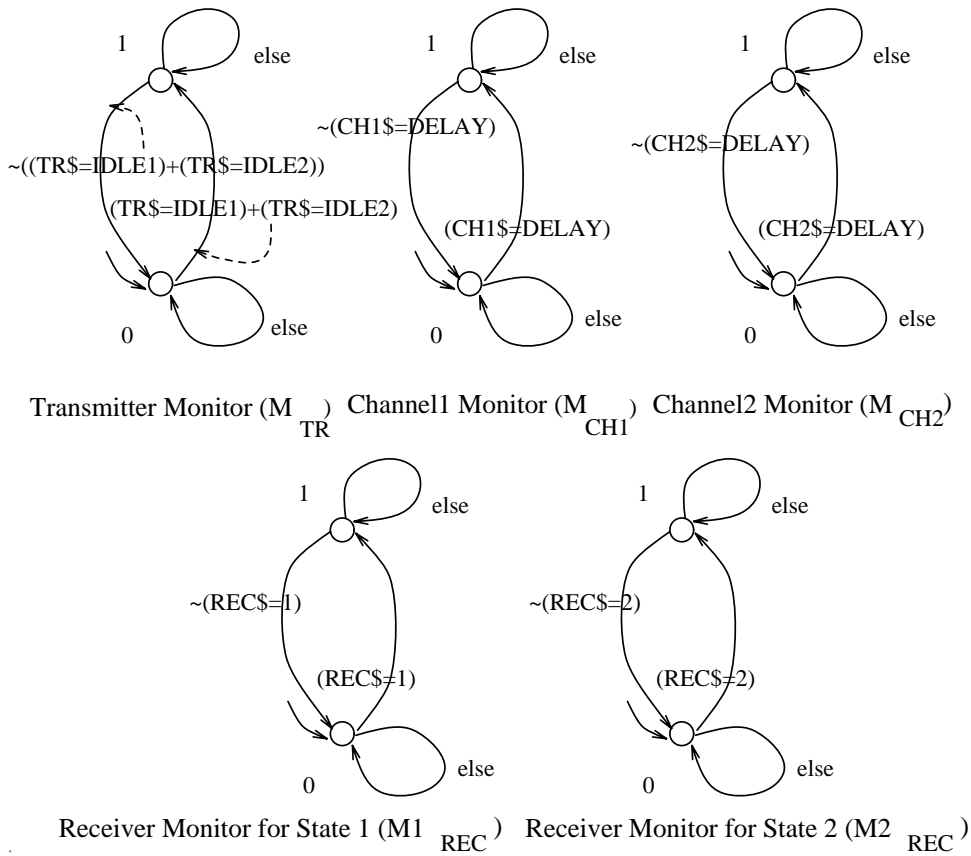 1 else 1 else 1 else
~(CH1$=DELAY) ~(CH2$=DELAY)
~((TR$=IDLE1)+(TR$=IDLE2))
(TR$=IDLE1)+(TR$=IDLE2) (CH1$=DELAY) (CH2$=DELAY)
0 else 0 else 0 else
Transmitter Monitor (M TR) Channel1 Monitor (M CH1) Channel2 Monitor (M CH2)
1 else 1 else
~(REC$=1) ~(REC$=2)
(REC$=1) (REC$=2)
0 else 0 else
Receiver Monitor for State 1 (M1 REC) Receiver Monitor for State 2 (M2 REC)